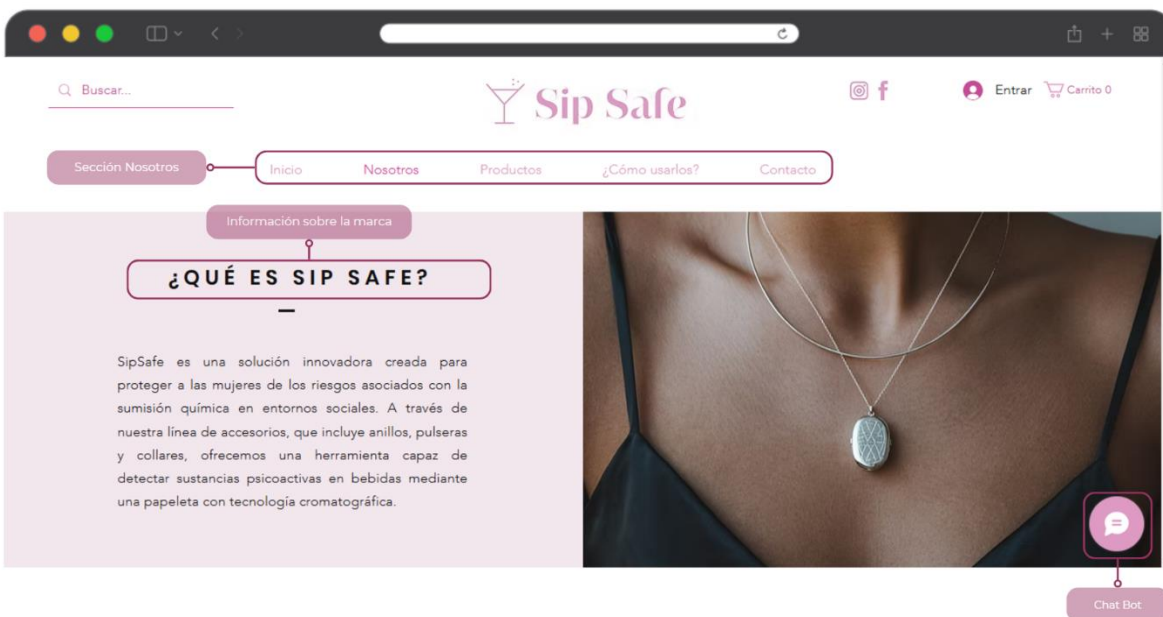 Buscar...
Sip Safe
Entrar
Carrito 0
Sección Nosotros
Inicio Nosotros Productos ¿Cómo usarlos? Contacto
Información sobre la marca
¿QUÉ ES SIP SAFE?
SipSafe es una solución innovadora creada para
proteger a las mujeres de los riesgos asociados con la
sumisión química en entornos sociales. A través de
nuestra línea de accesorios, que incluye anillos, pulseras
y collares, ofrecemos una herramienta capaz de
detectar sustancias psicoactivas en bebidas mediante
una papeleta con tecnología cromatográfica.
Chat Bot